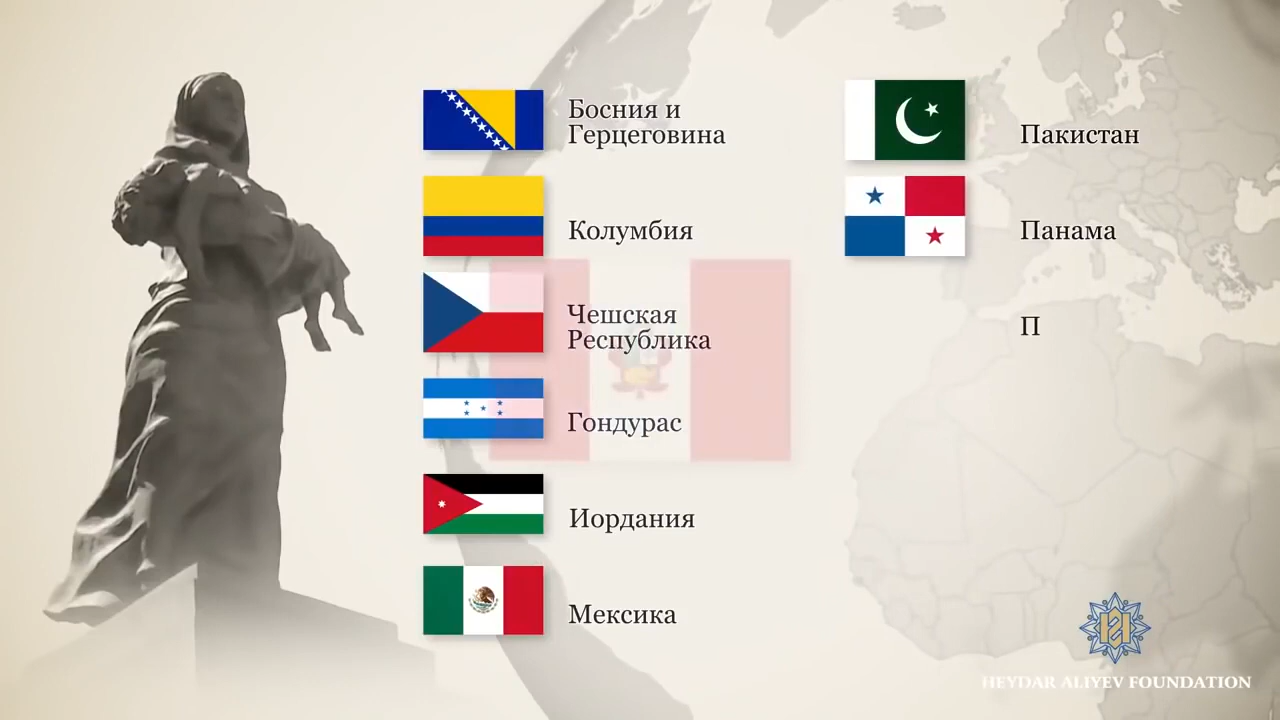 Босния и
Герцеговина
Колумбия
Чешская
Республика
Гондурас
Иордания
Мексика
Пакистан
Панама
П
HEYDAR ALIYEV FOUNDATION